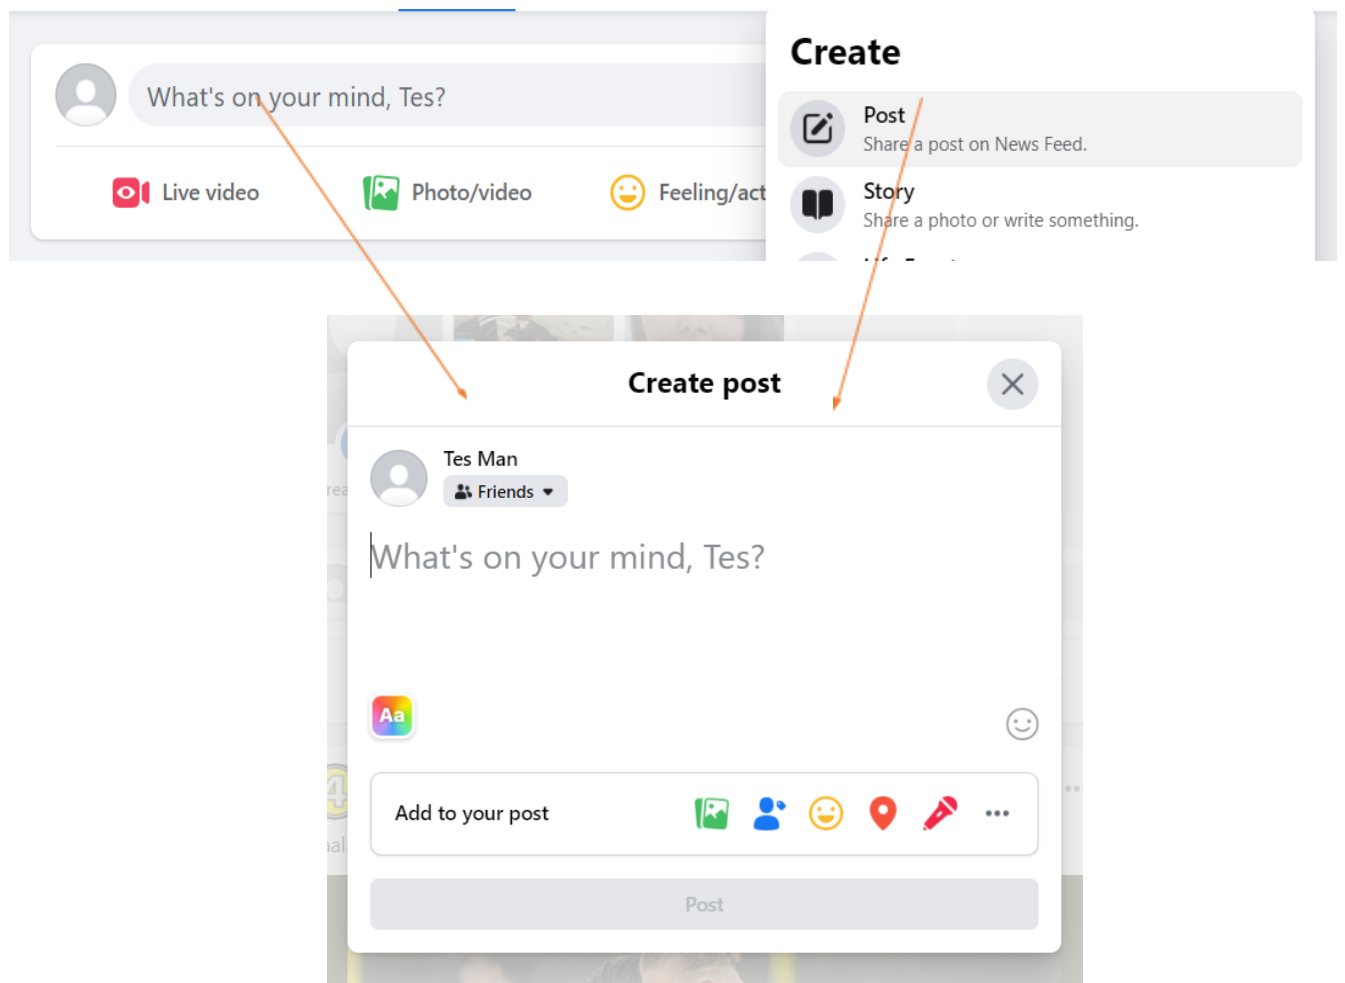 What's on your mind, Tes?
Live video
Photo/video
Feeling/act
Create
Post
Share a post on News Feed.
Story
Share a photo or write something.
Create post
Tes Man
Friends
What's on your mind, Tes?
Aa
Add to your post
Post